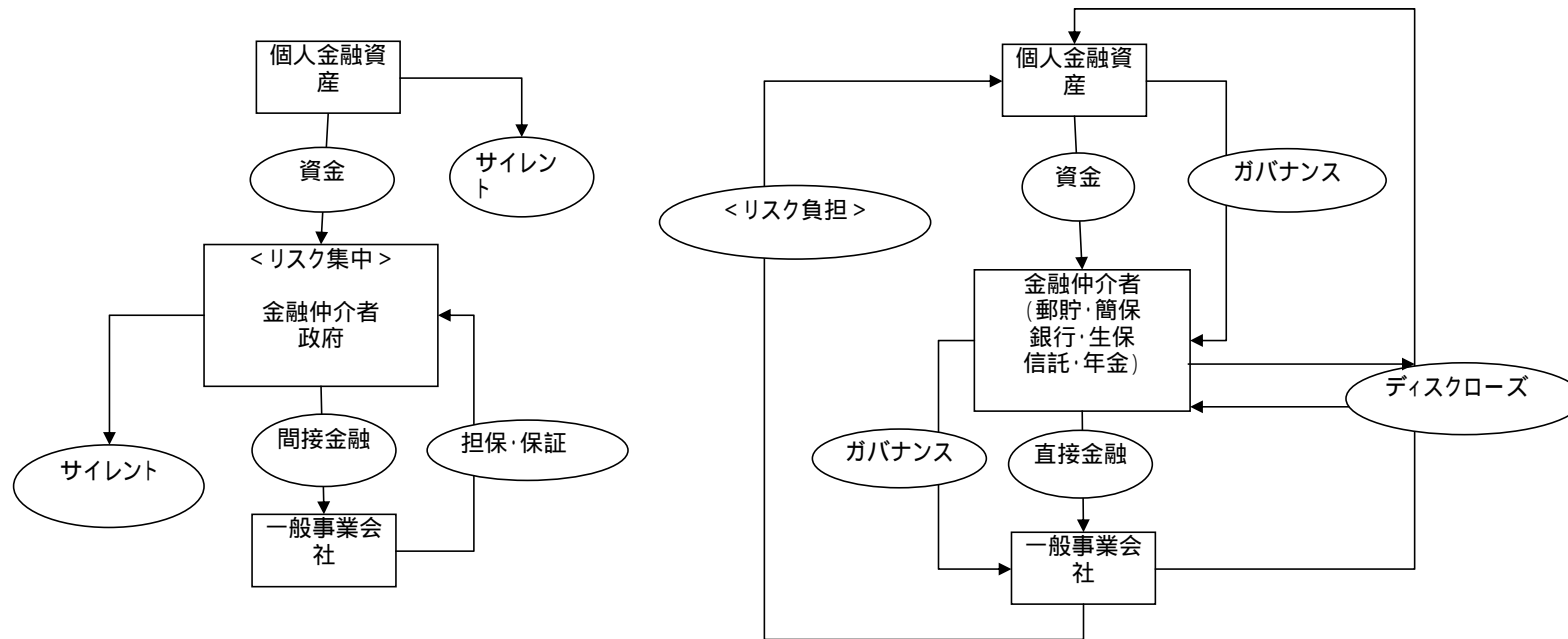 個人金融資
産
資金
サイレン
ト
<リスク集中>
金融仲介者
政府
間接金融
担保・保証
サイレント
一般事業会
社
個人金融資
産
資金
ガバナンス
<リスク負担>
金融仲介者
(郵貯・簡保
銀行・生保
信託・年金)
ディスクローズ
ガバナンス
直接金融
一般事業会
社